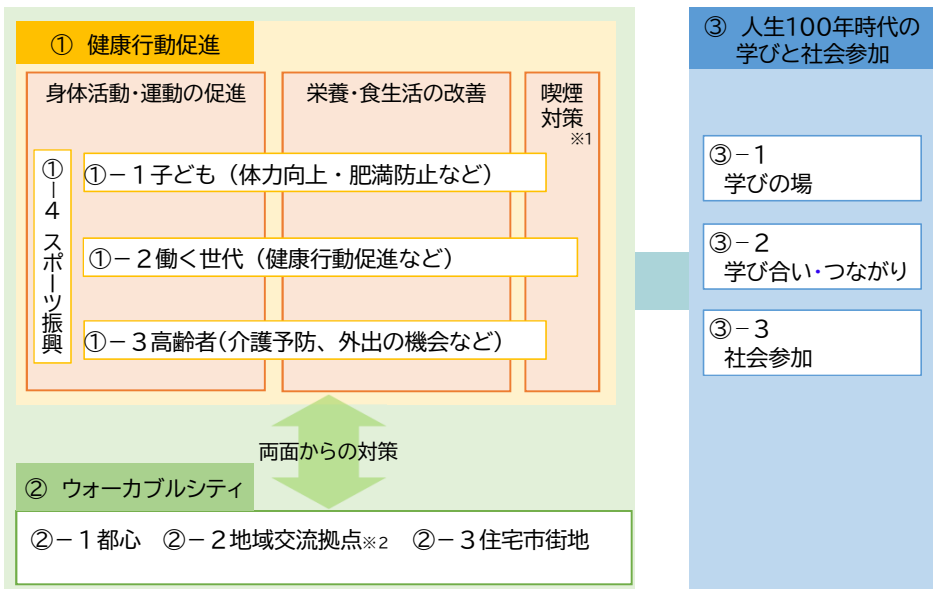 ① 健康行動促進
身体活動・運動の促進
栄養・食生活の改善
喫煙
対策
※1
①－4 スポーツ振興
①－1子ども（体力向上・肥満防止など）
①－2働く世代（健康行動促進など）
①－3高齢者(介護予防、外出の機会など)
両面からの対策
② ウォーカブルシティ
②－1都心 ②－2地域交流拠点※2 ②－3住宅市街地
③ 人生100年時代の
学びと社会参加
③－1
学びの場
③－2
学び合い・つながり
③－3
社会参加